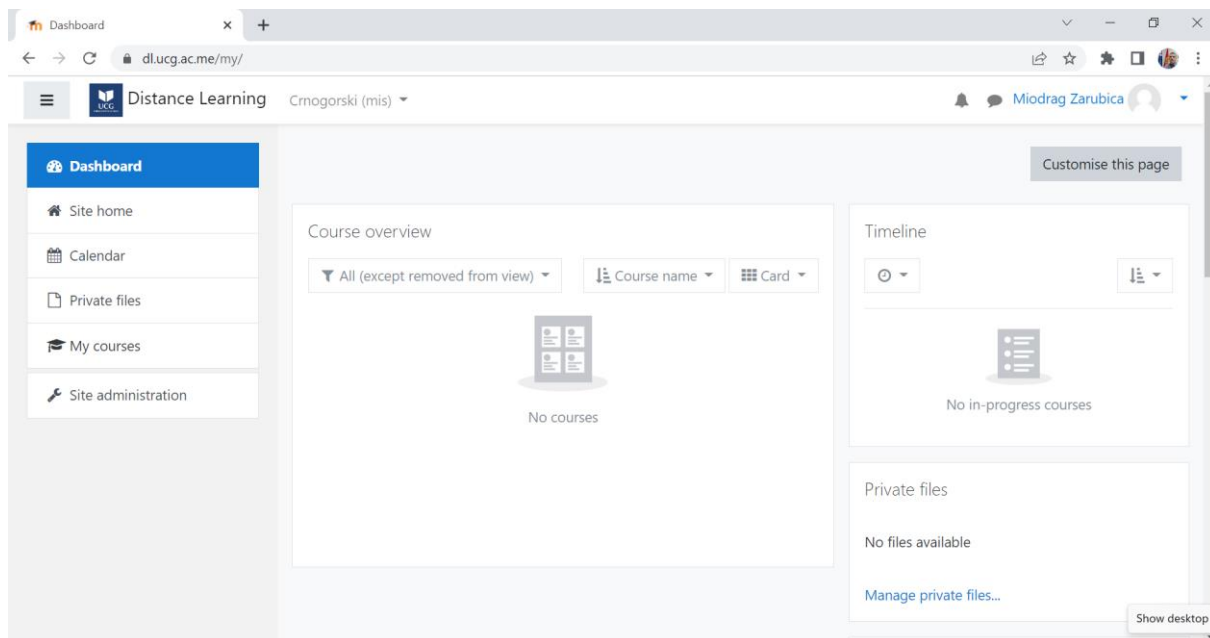 Dashboard
dl.ucg.ac.me/my/
UCG
Distance Learning
Crnogorski (mis)
Miodrag Zarubica
Dashboard
Site home
Calendar
Private files
My courses
Site administration
Customise this page
Course overview
All (except removed from view)
Course name
Card
No courses
Timeline
No in-progress courses
Private files
No files available
Manage private files...
Show desktop